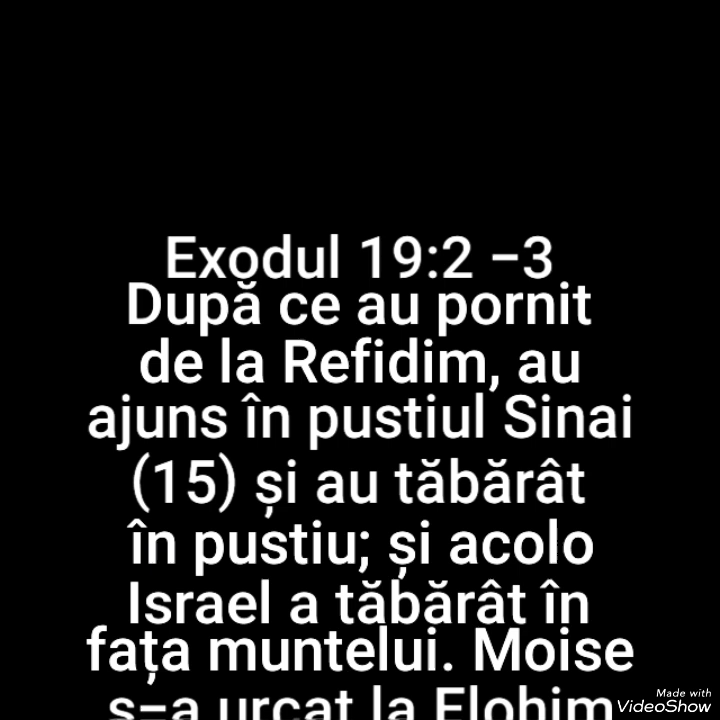 Exodul 19:2 –3
După ce au pornit
de la Refidim, au
ajuns în pustiul Sinai
(15) și au tăbărât
în pustiu; și acolo
Israel a tăbărât în
fața muntelui. Moise
s–a urcat la Elohim
Made with
VideoShow